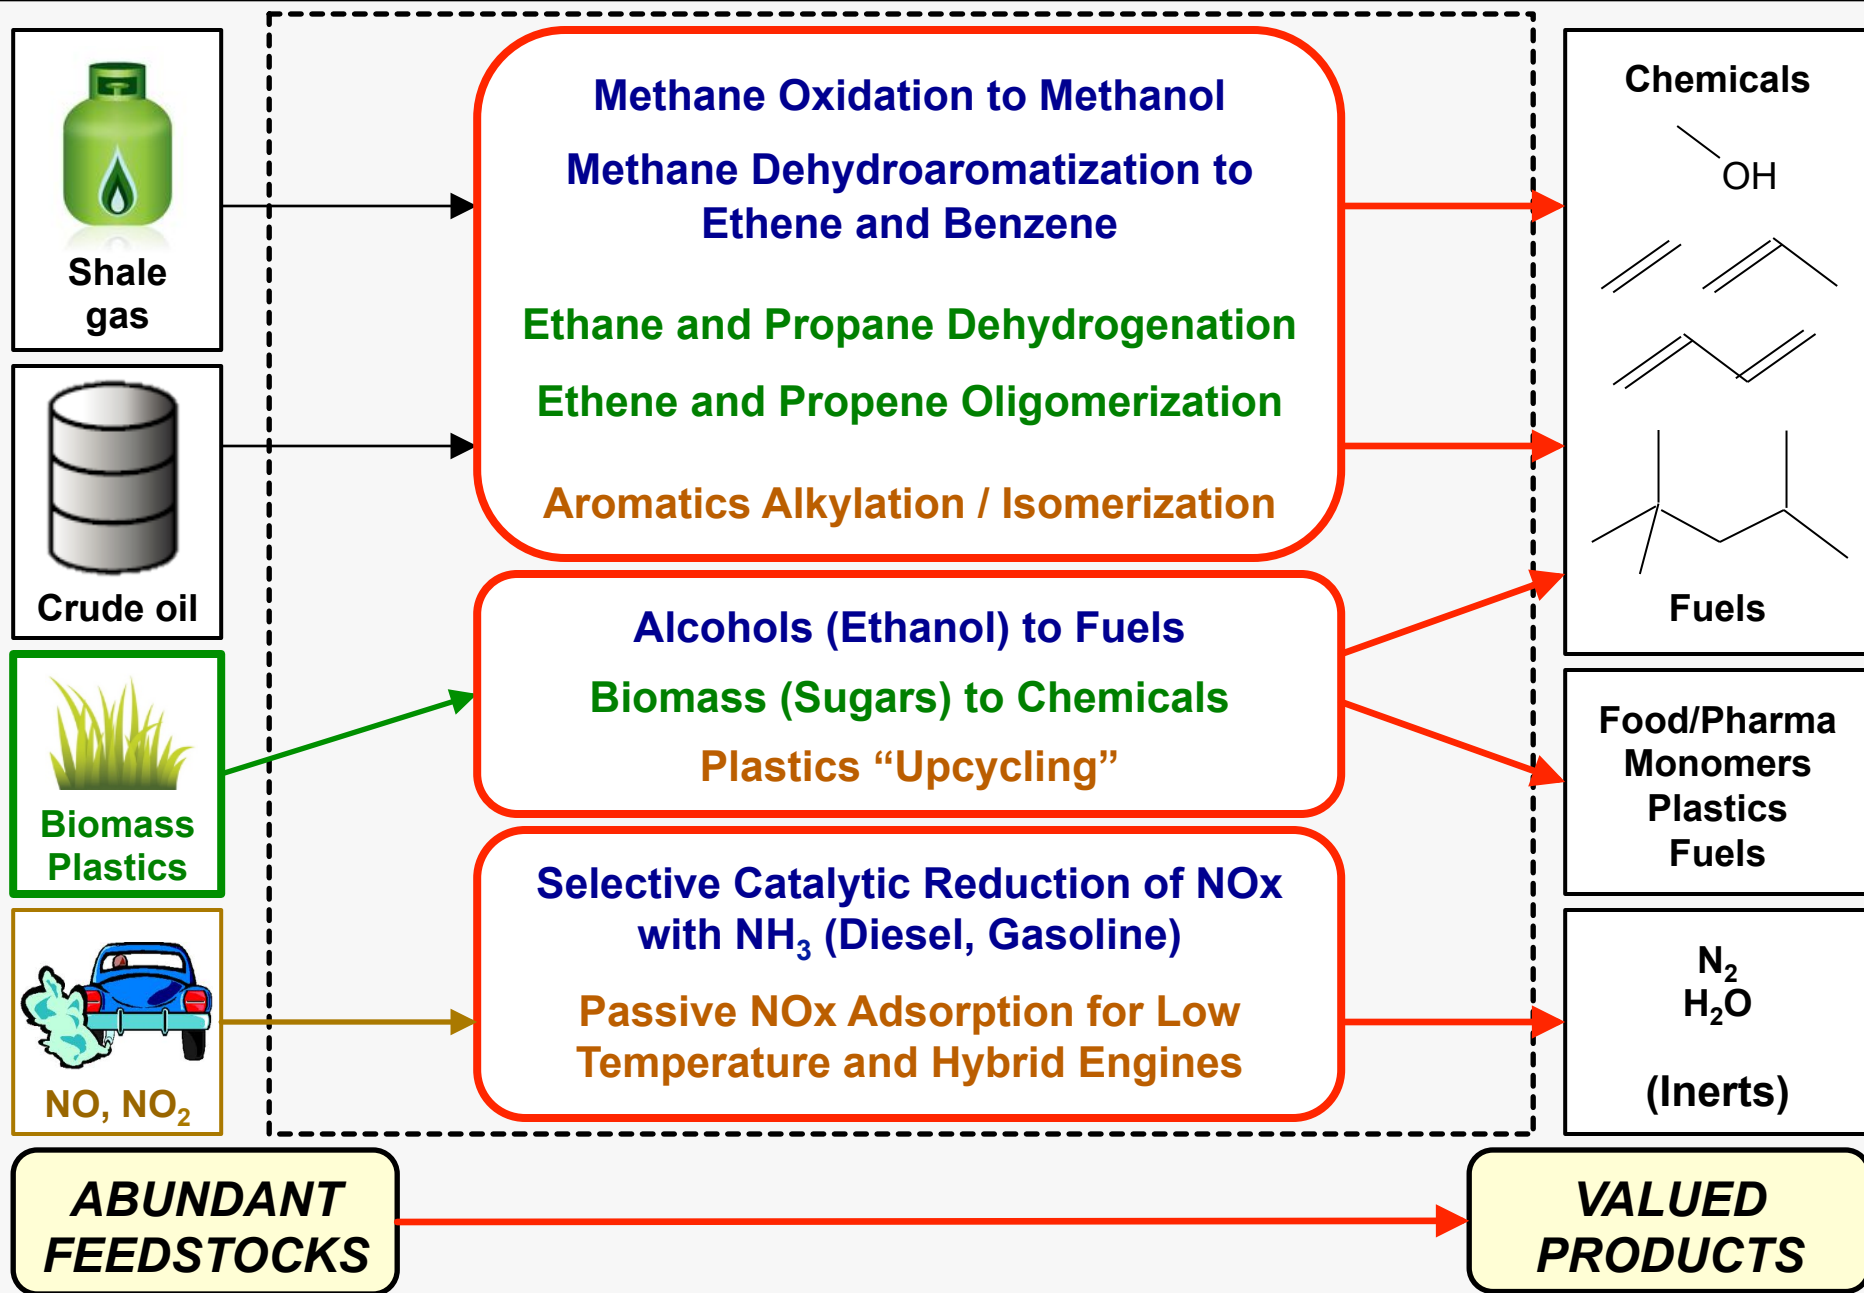 Shale
gas
Crude oil
Biomass
Plastics
NO, NO₂
Methane Oxidation to Methanol
Methane Dehydroaromatization to
Ethene and Benzene
Ethane and Propane Dehydrogenation
Ethene and Propene Oligomerization
Aromatics Alkylation / Isomerization
Alcohols (Ethanol) to Fuels
Biomass (Sugars) to Chemicals
Plastics “Upcycling”
Selective Catalytic Reduction of NOx
with NH₃ (Diesel, Gasoline)
Passive NOx Adsorption for Low
Temperature and Hybrid Engines
Chemicals
OH
Fuels
Food/Pharma
Monomers
Plastics
Fuels
N₂
H₂O
(Inerts)
ABUNDANT
FEEDSTOCKS
VALUED
PRODUCTS